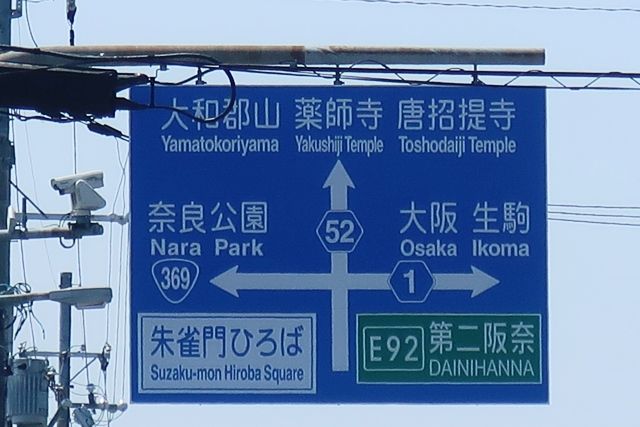 大和郡山 薬師寺 唐招提寺
Yamatokoriyama Yakushiji Temple Toshodaiji Temple
奈良公園 52 大阪 生駒
Nara Park Osaka Ikoma
369 1
朱雀門ひろば E92 第二阪奈
Suzaku-mon Hiroba Square DAINIHANNA